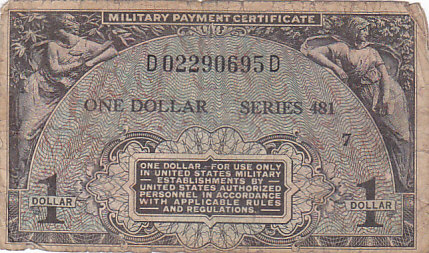 MILITARY PAYMENT CERTIFICATE
D02290695D
ONE DOLLAR SERIES 481
7
ONE DOLLAR - FOR USE ONLY
IN UNITED STATES MILITARY
ESTABLISHMENTS BY
UNITED STATES AUTHORIZED
PERSONNEL IN ACCORDANCE
WITH APPLICABLE RULES
AND REGULATIONS.
1 DOLLAR
1 DOLLAR